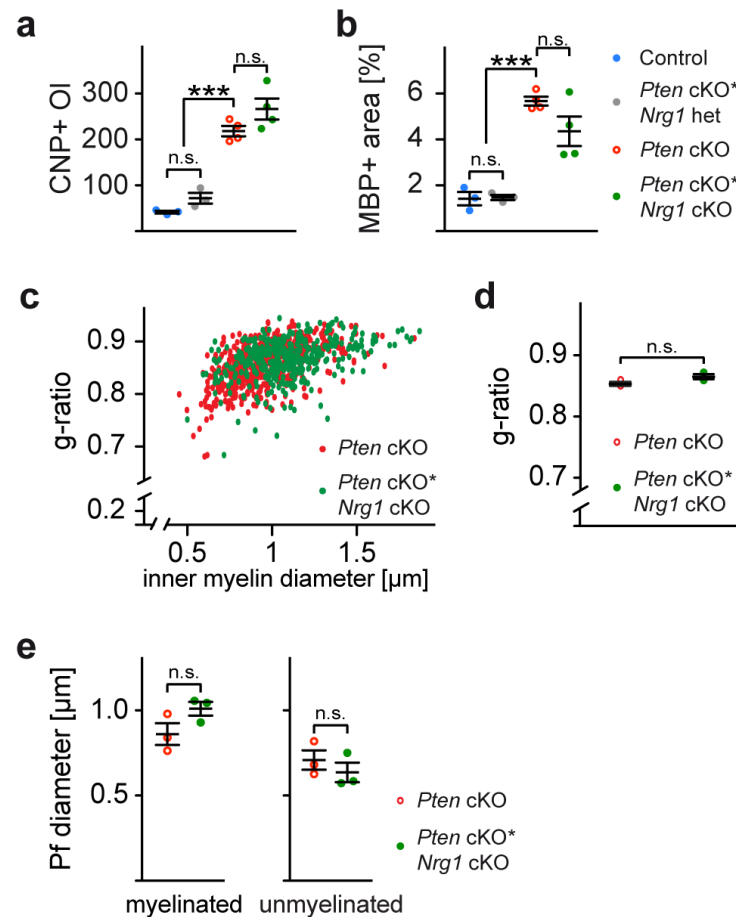 a
CNP+ Ol
300
200
100
n.s.
***
n.s.
b
MBP+ area [%]
6
4
2
n.s.
***
n.s.
Control
Pten cKO*
Nrg1 het
Pten cKO
Pten cKO*
Nrg1 cKO
c
g-ratio
0.9
0.8
0.7
0.2
0.5
1
1.5
inner myelin diameter [µm]
Pten cKO
Pten cKO*
Nrg1 cKO
d
g-ratio
0.9
0.8
0.7
n.s.
Pten cKO
Pten cKO*
Nrg1 cKO
e
Pf diameter [µm]
1.0
0.5
n.s.
n.s.
myelinated
unmyelinated
Pten cKO
Pten cKO*
Nrg1 cKO